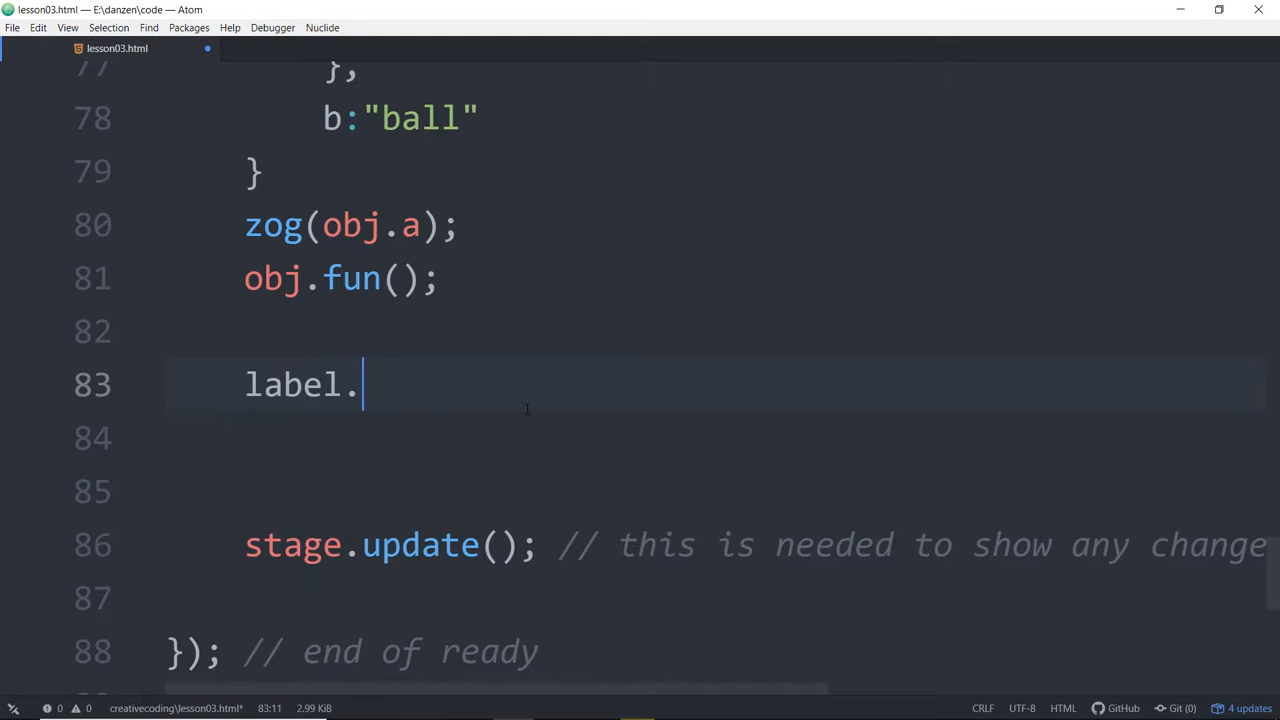 lesson03.html — E:\danzen\code — Atom
File Edit View Selection Find Packages Help Debugger Nuclide
lesson03.html
77 },
78 b:"ball"
79 }
80 zog(obj.a);
81 obj.fun();
82
83 label.
84
85
86 stage.update(); // this is needed to show any change
87
88 }); // end of ready
0 0 creativecoding\lesson03.html* 83:11 2.99 KiB CRLF UTF-8 HTML GitHub Git (0) 4 updates